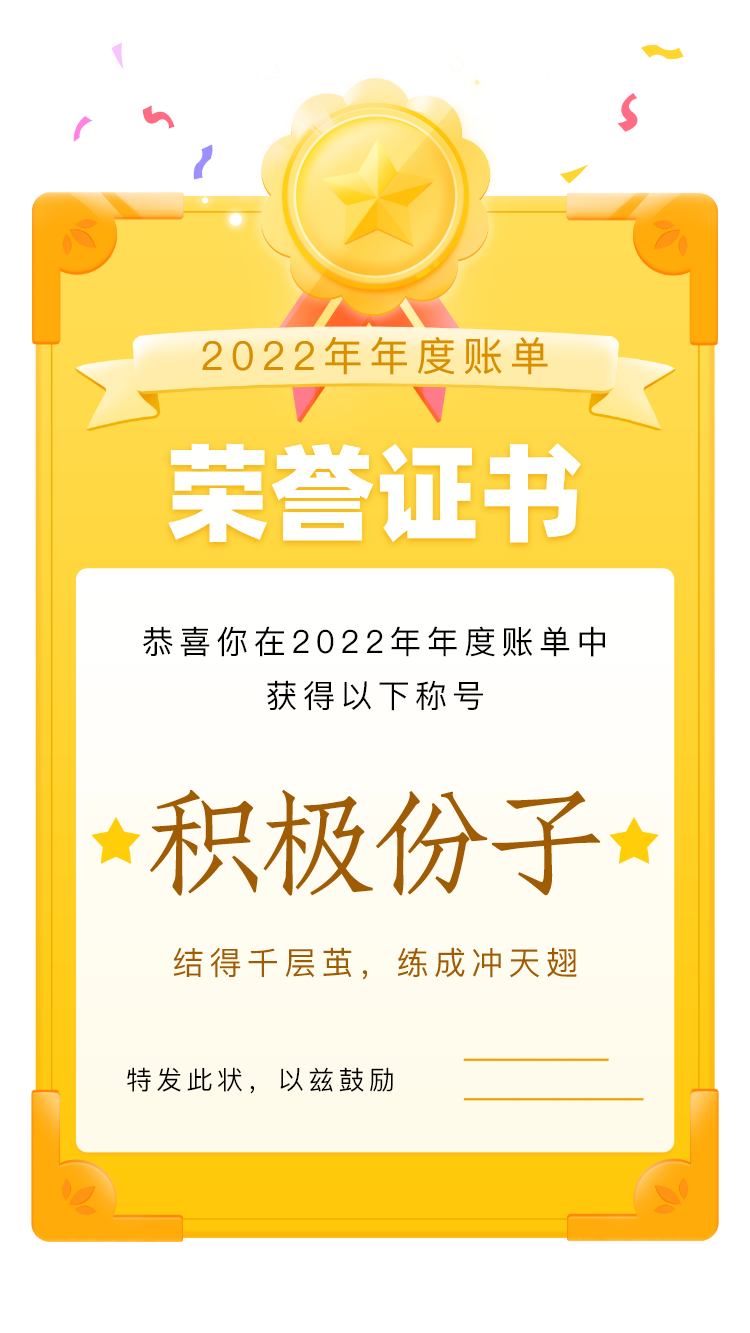 2022年年度账单
荣誉证书
恭喜你在2022年年度账单中
获得以下称号
积极份子
结得千层茧，练成冲天翅
特发此状，以兹鼓励